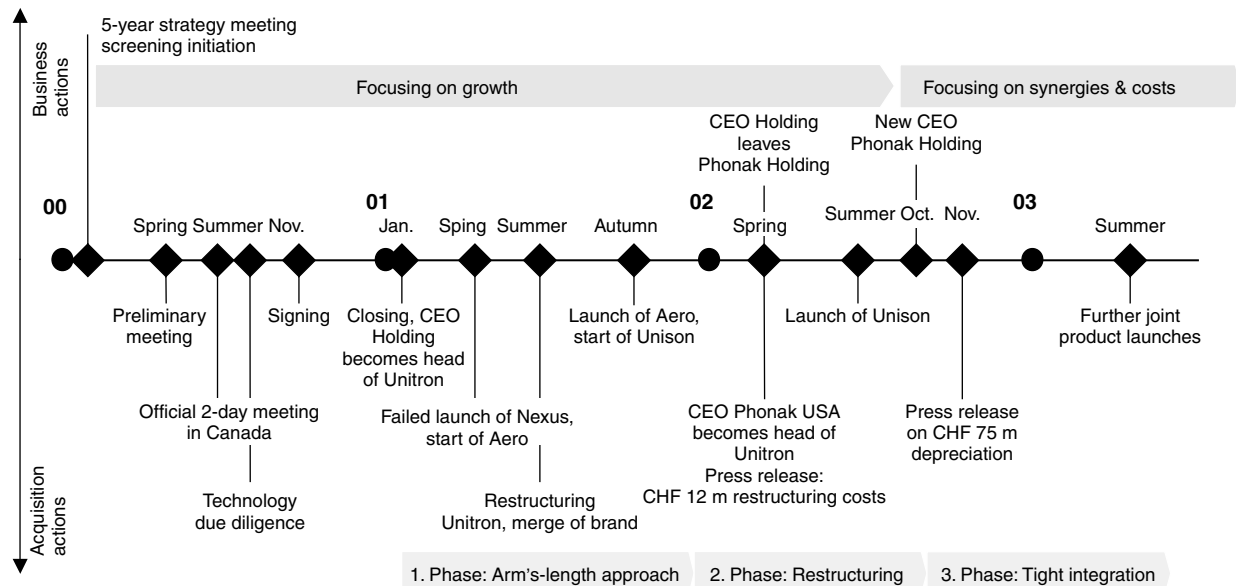 5-year strategy meeting
screening initiation
Business
actions
Focusing on growth
Focusing on synergies & costs
CEO Holding
leaves
Phonak Holding
New CEO
Phonak Holding
00
01
02
03
Spring
Summer
Nov.
Jan.
Sping
Summer
Autumn
Spring
Summer
Oct.
Nov.
Summer
Preliminary
meeting
Signing
Closing, CEO
Holding
becomes head
of Unitron
Launch of Aero,
start of Unison
Launch of Unison
Further joint
product launches
Official 2-day meeting
in Canada
Failed launch of Nexus,
start of Aero
CEO Phonak USA
becomes head of
Unitron
Press release:
CHF 12 m restructuring costs
Press release
on CHF 75 m
depreciation
Technology
due diligence
Restructuring
Unitron, merge of brand
Acquisition
actions
1. Phase: Arm's-length approach
2. Phase: Restructuring
3. Phase: Tight integration